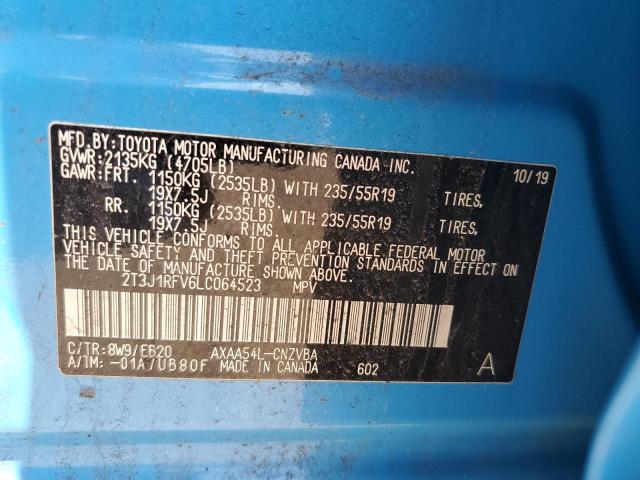 MFD.BY:TOYOTA MOTOR MANUFACTURING CANADA INC.
GVWR:2135KG (4705LB) 10/19
GAWR:FRT. 1150KG (2535LB) WITH 235/55R19 TIRES,
19X7.5J RIMS.
RR. 1150KG (2535LB) WITH 235/55R19 TIRES,
19X7.5J RIMS.
THIS VEHICLE CONFORMS TO ALL APPLICABLE FEDERAL MOTOR
VEHICLE SAFETY AND THEFT PREVENTION STANDARDS IN EFFECT ON
THE DATE OF MANUFACTURE SHOWN ABOVE.
2T3J1RFV6LC064523 MPV
C/TR:8W9/EB20 AXAA54L-CNZVBA
A/TM:-01A/UB80F MADE IN CANADA 602 A